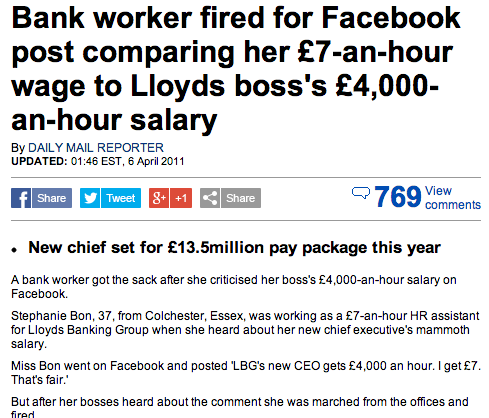 Bank worker fired for Facebook
post comparing her £7-an-hour
wage to Lloyds boss's £4,000-
an-hour salary
By DAILY MAIL REPORTER
UPDATED: 01:46 EST, 6 April 2011
f Share Tweet g+ +1 Share 769 View
comments
• New chief set for £13.5million pay package this year
A bank worker got the sack after she criticised her boss's £4,000-an-hour salary on
Facebook.
Stephanie Bon, 37, from Colchester, Essex, was working as a £7-an-hour HR assistant
for Lloyds Banking Group when she heard about her new chief executive's mammoth
salary.
Miss Bon went on Facebook and posted 'LBG's new CEO gets £4,000 an hour. I get £7.
That's fair.'
But after her bosses heard about the comment she was marched from the offices and
fired